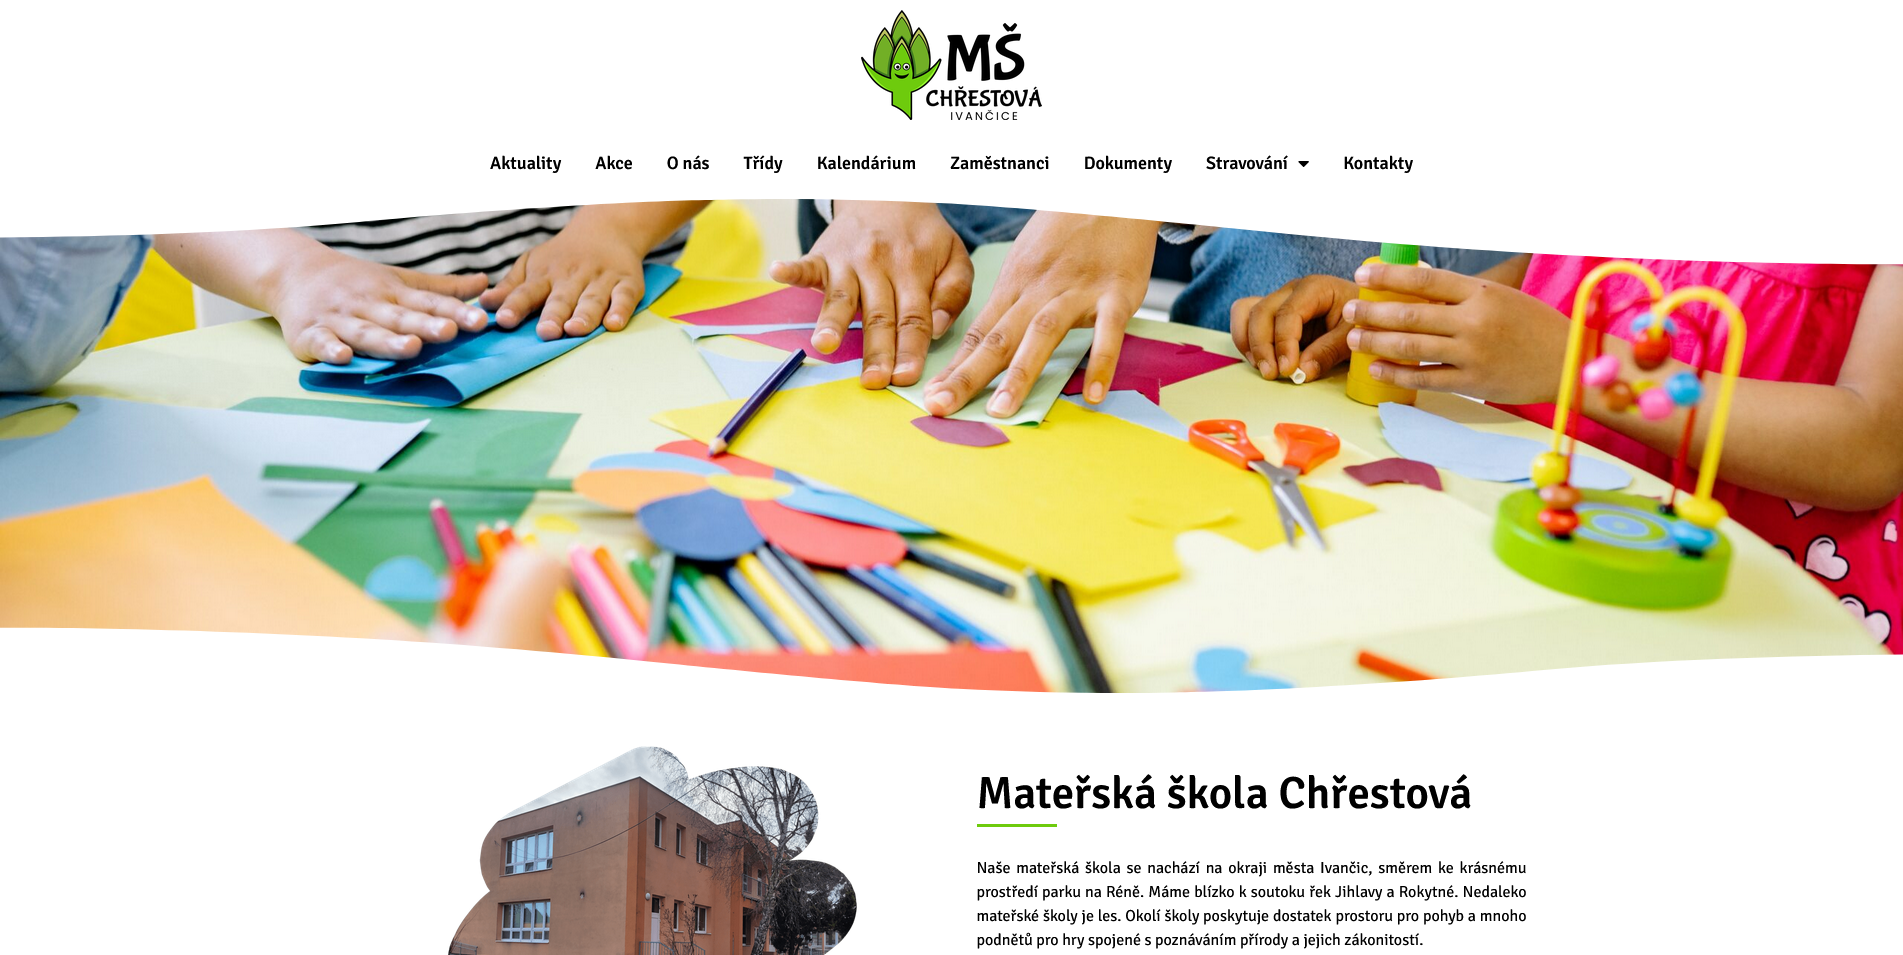 MŠ
CHŘESTOVÁ
IVANČICE
Aktuality Akce O nás Třídy Kalendárium Zaměstnanci Dokumenty Stravování Kontakty
Mateřská škola Chřestová
Naše mateřská škola se nachází na okraji města Ivančic, směrem ke krásnému
prostředí parku na Réně. Máme blízko k soutoku řek Jihlavy a Rokytné. Nedaleko
mateřské školy je les. Okolí školy poskytuje dostatek prostoru pro pohyb a mnoho
podnětů pro hry spojené s poznáváním přírody a jejich zákonitostí.